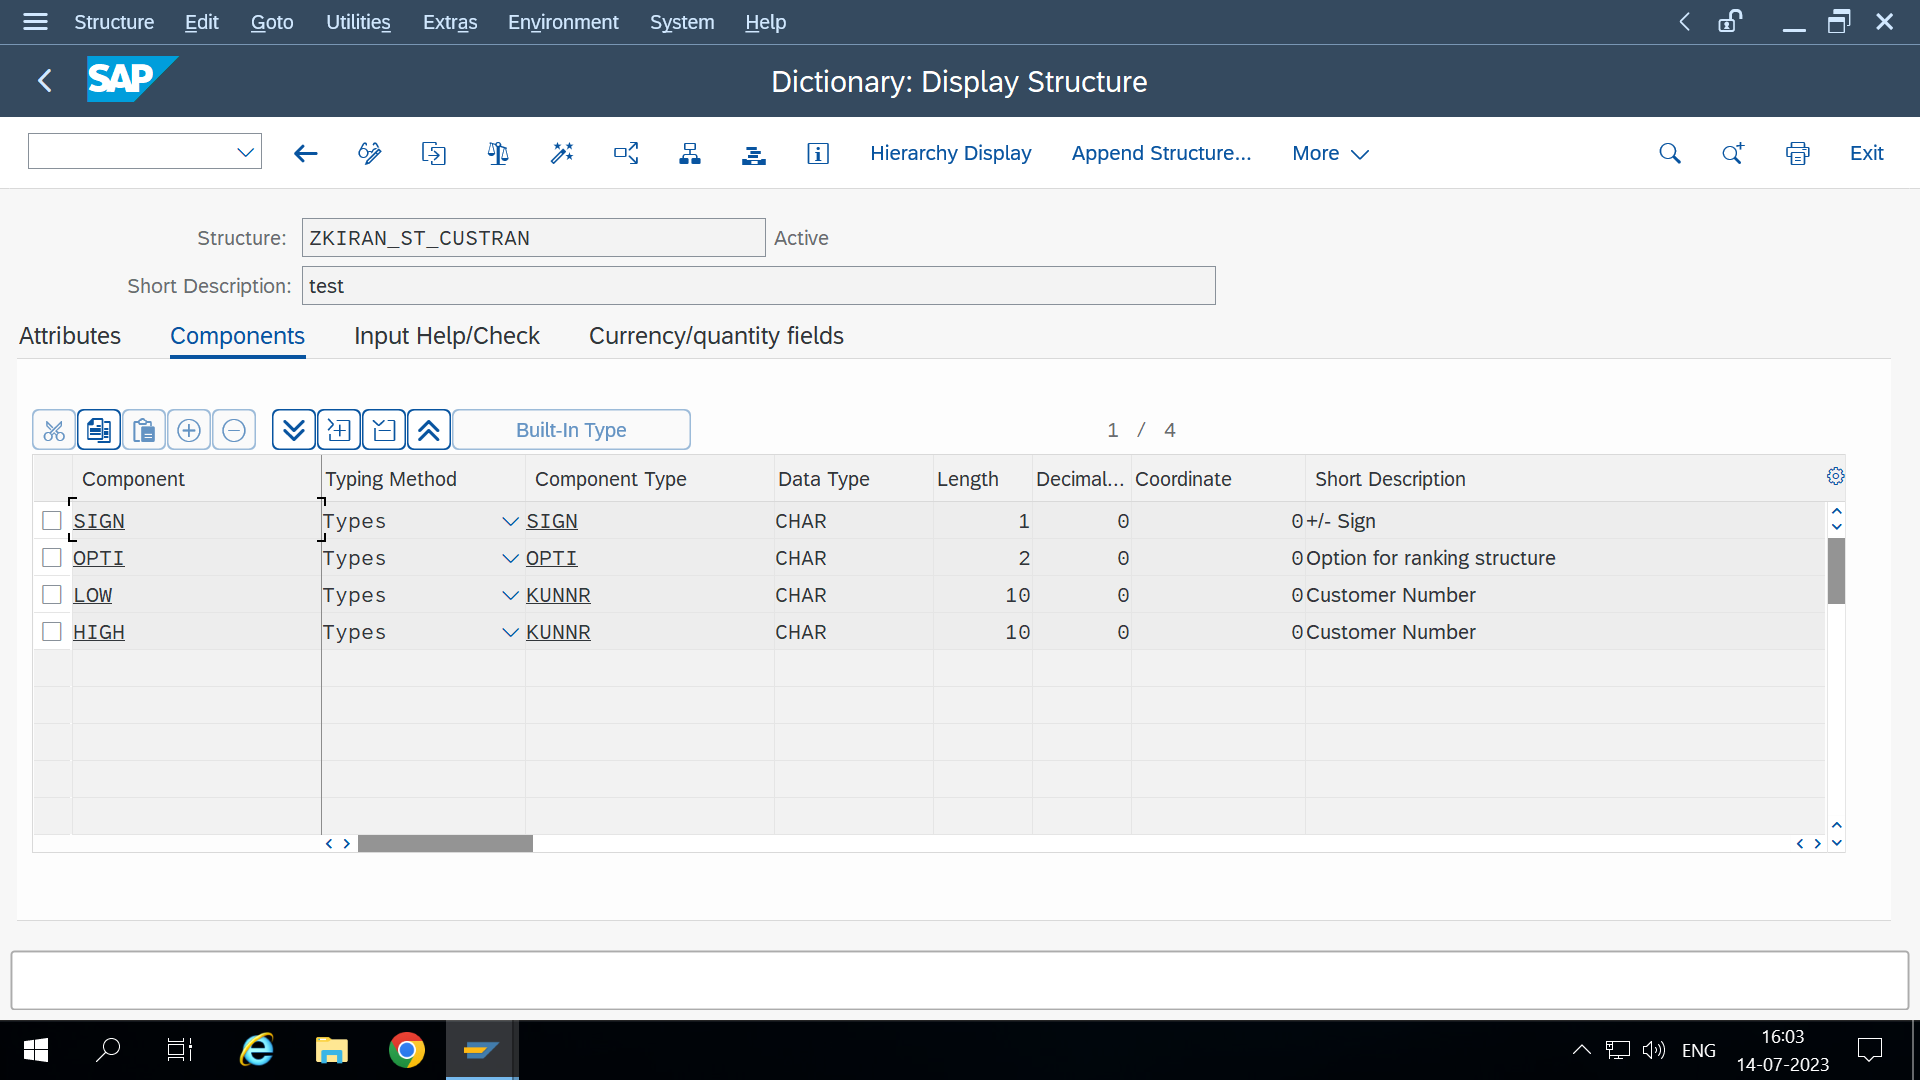 Structure Edit Goto Utilities Extras Environment System Help
SAP Dictionary: Display Structure
Hierarchy Display Append Structure... More Exit
Structure: ZKIRAN_ST_CUSTRAN Active
Short Description: test
Attributes Components Input Help/Check Currency/quantity fields
Built-In Type 1 / 4
Component Typing Method Component Type Data Type Length Decimal... Coordinate Short Description
SIGN Types SIGN CHAR 1 0 0 +/- Sign
OPTI Types OPTI CHAR 2 0 0 Option for ranking structure
LOW Types KUNNR CHAR 10 0 0 Customer Number
HIGH Types KUNNR CHAR 10 0 0 Customer Number
ENG 16:03
14-07-2023